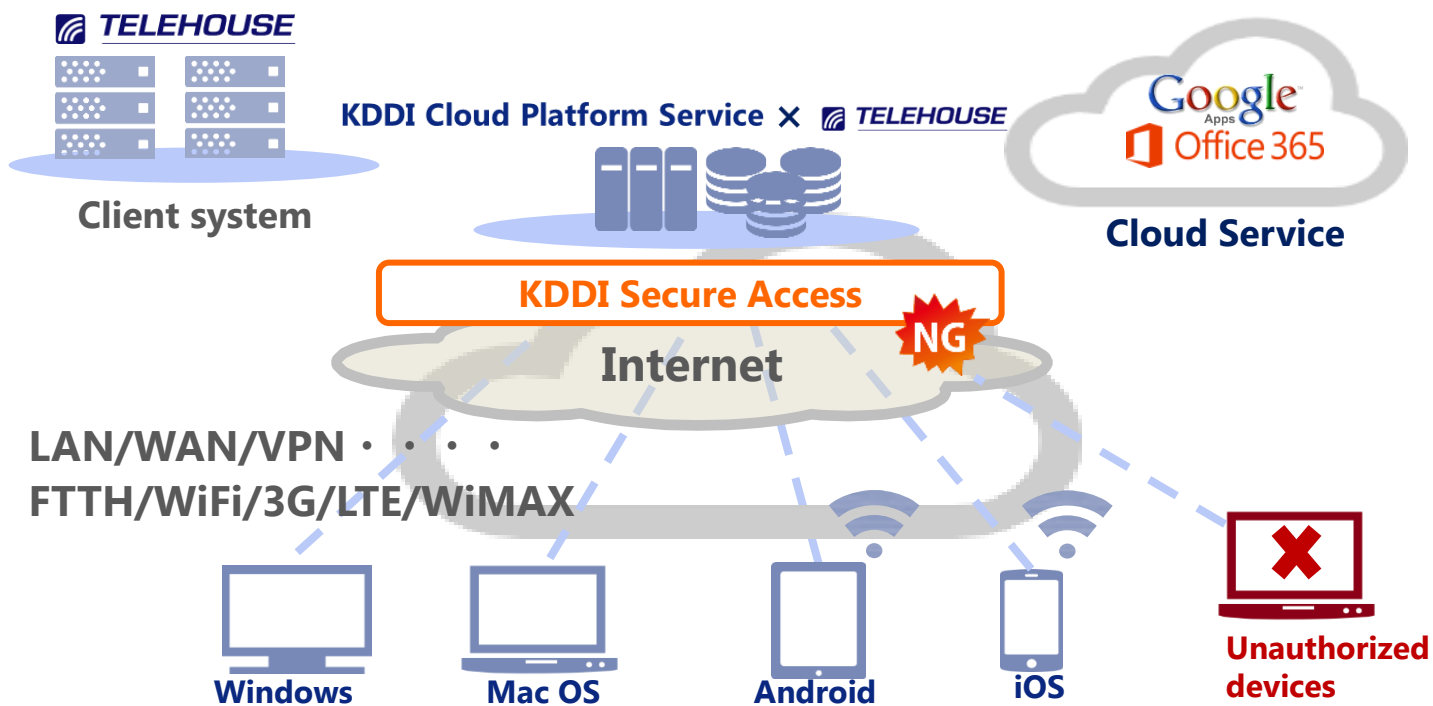 TELEHOUSE
Client system
KDDI Cloud Platform Service × TELEHOUSE
Google
Apps
Office 365
Cloud Service
KDDI Secure Access
NG
Internet
LAN/WAN/VPN・・・・
FTTH/WiFi/3G/LTE/WiMAX
Windows
Mac OS
Android
iOS
Unauthorized
devices